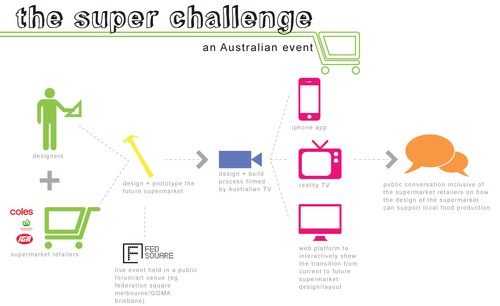 the super challenge
an Australian event
iphone app
designers
design + prototype the
future supermarket
design + build
process filmed
by Australian TV
reality TV
public conversation inclusive of
the supermarket retailers on how
the design of the supermarket
can support local food production
coles
IGA
supermarket retailers
FED
SQUARE
live event held in a public
forum/art venue (eg.
federation square
melbourne/GOMA
brisbane)
web platform to
interactively show
the transition from
current to future
supermarket
design/layout